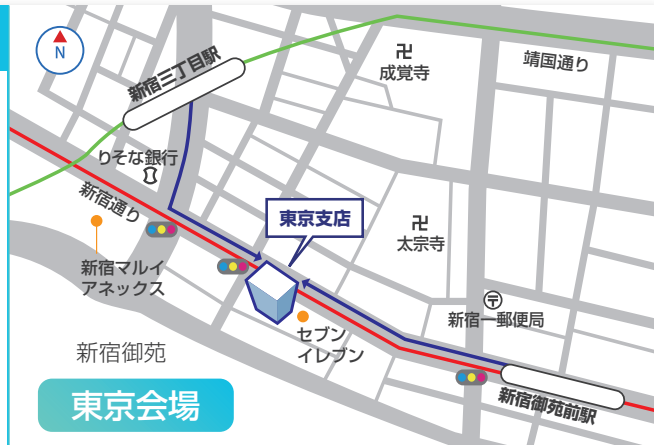 N
新宿三丁目駅
卍
成覚寺
靖国通り
りそな銀行
新宿通り
東京支店
卍
太宗寺
新宿マルイ
アネックス
〒
新宿一郵便局
セブン
イレブン
新宿御苑
新宿御苑前駅
東京会場